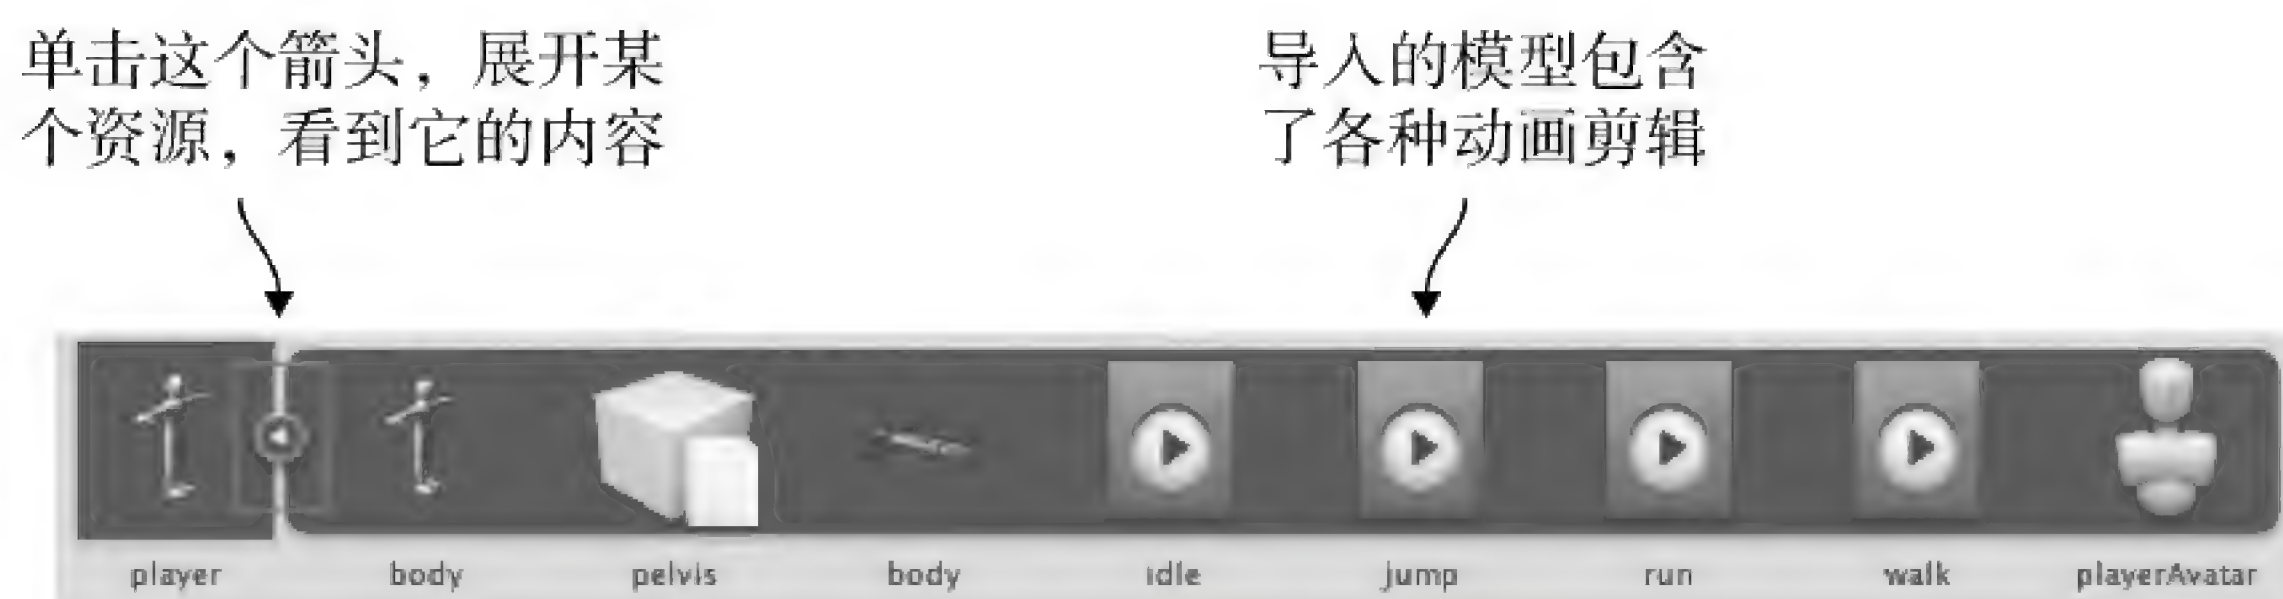 单击这个箭头，展开某
个资源，看到它的内容
导入的模型包含
了各种动画剪辑
player
body
pelvis
body
idle
jump
run
walk
playerAvatar